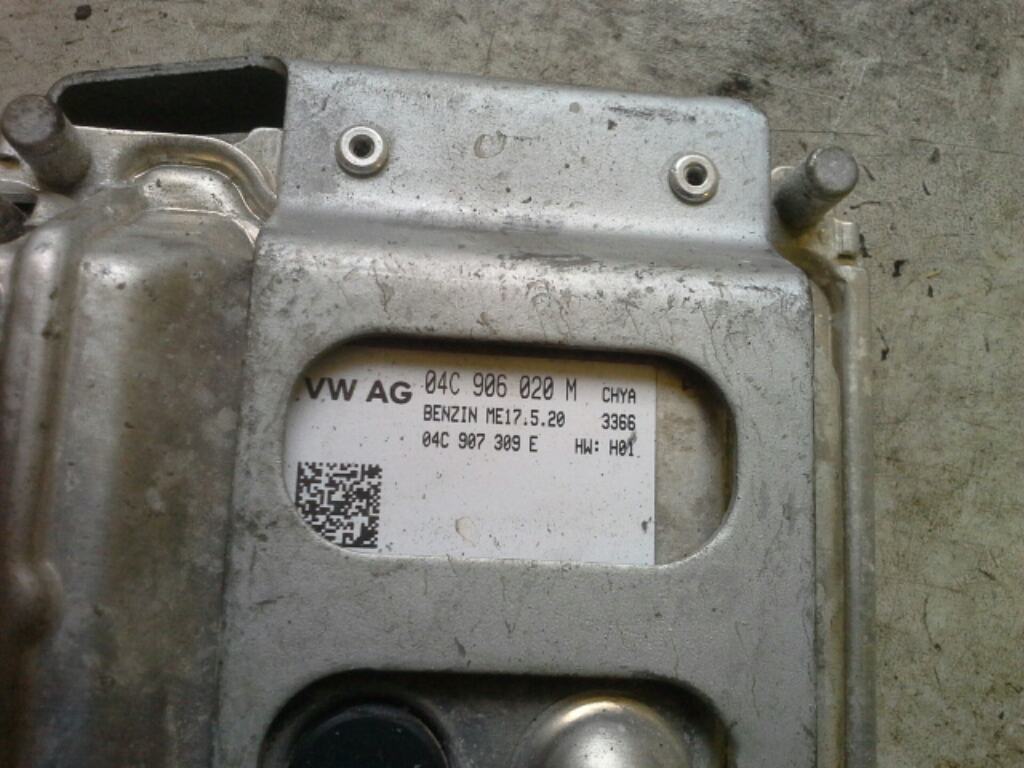 VW AG 04C 906 020 M CHYA
BENZIN ME17.5.20 3366
04C 907 309 E HW: H01